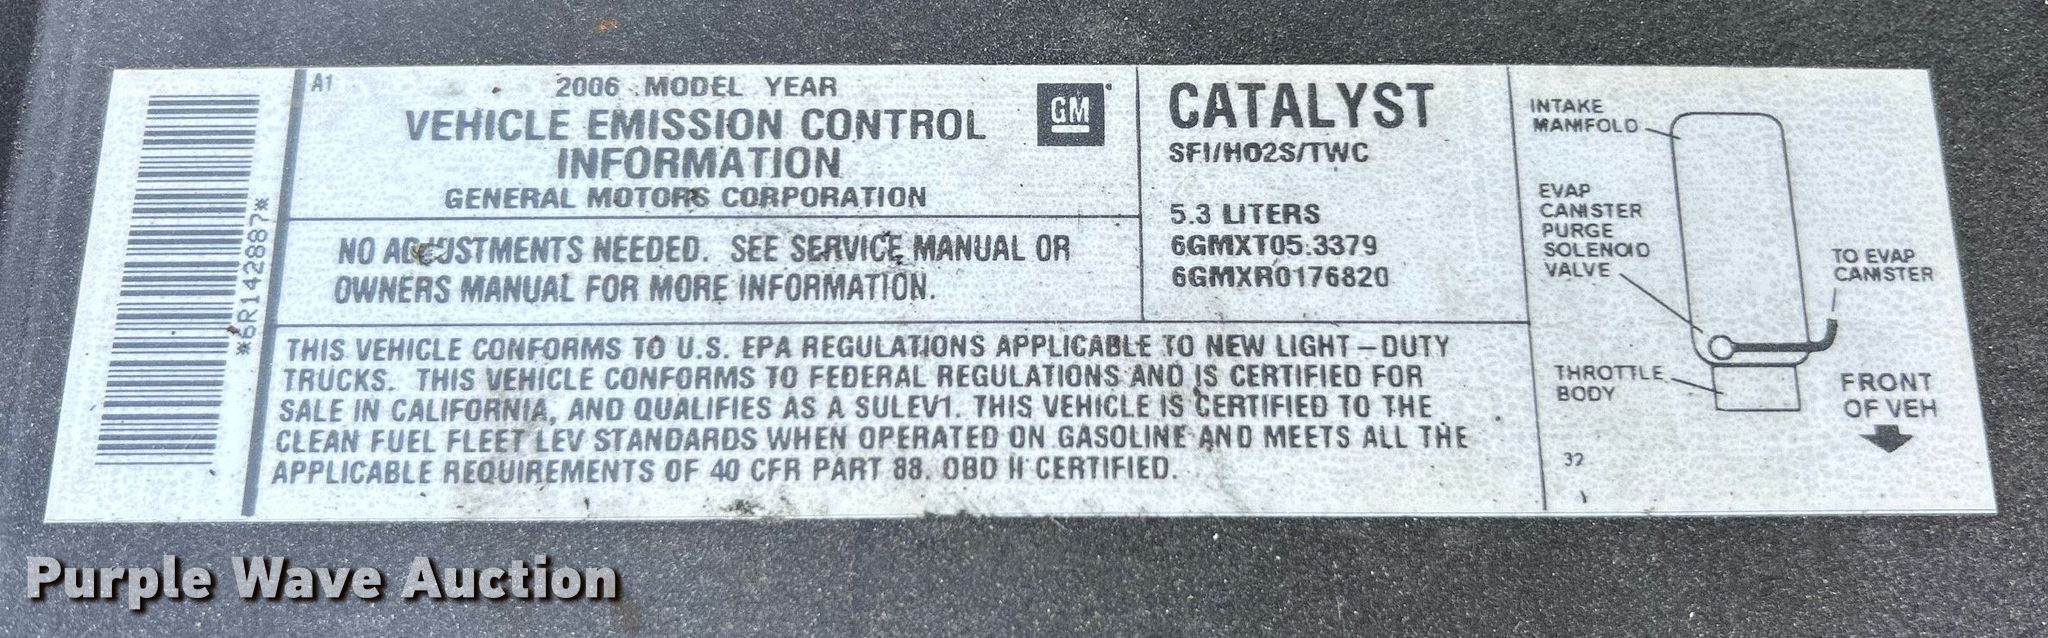 A1
2006 MODEL YEAR
VEHICLE EMISSION CONTROL
INFORMATION
GENERAL MOTORS CORPORATION
GM
NO ADJUSTMENTS NEEDED. SEE SERVICE MANUAL OR
OWNERS MANUAL FOR MORE INFORMATION.
*6R142887*
CATALYST
SFI/HO2S/TWC
5.3 LITERS
6GMXT05.3379
6GMXR0176820
THIS VEHICLE CONFORMS TO U.S. EPA REGULATIONS APPLICABLE TO NEW LIGHT-DUTY
TRUCKS. THIS VEHICLE CONFORMS TO FEDERAL REGULATIONS AND IS CERTIFIED FOR
SALE IN CALIFORNIA, AND QUALIFIES AS A SULEV1. THIS VEHICLE IS CERTIFIED TO THE
CLEAN FUEL FLEET LEV STANDARDS WHEN OPERATED ON GASOLINE AND MEETS ALL THE
APPLICABLE REQUIREMENTS OF 40 CFR PART 88. OBD II CERTIFIED.
INTAKE
MANIFOLD
EVAP
CANISTER
PURGE
SOLENOID
VALVE
TO EVAP
CANISTER
THROTTLE
BODY
FRONT
OF VEH
32
Purple Wave Auction